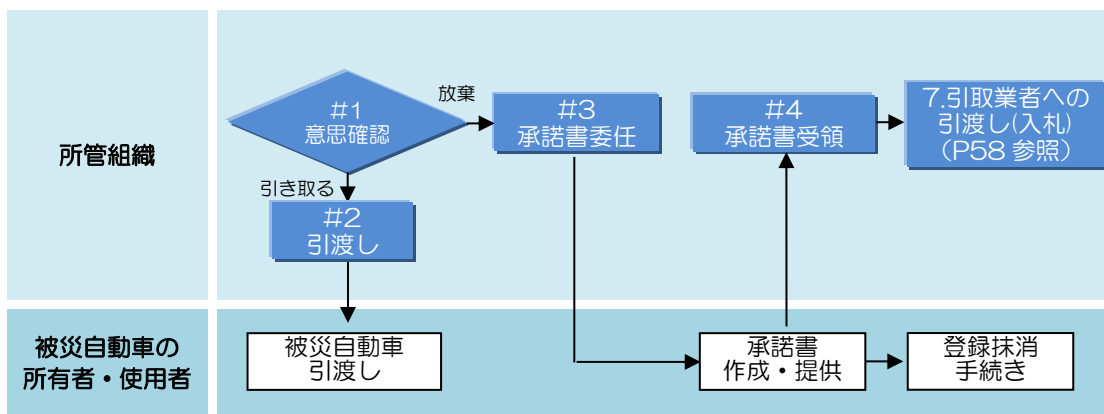 所管組織
#1
意思確認
放棄
#3
承諾書委任
#4
承諾書受領
7.引取業者への
引渡し(入札)
（P58 参照）
引き取る
#2
引渡し
被災自動車の
所有者・使用者
被災自動車
引渡し
承諾書
作成・提供
登録抹消
手続き